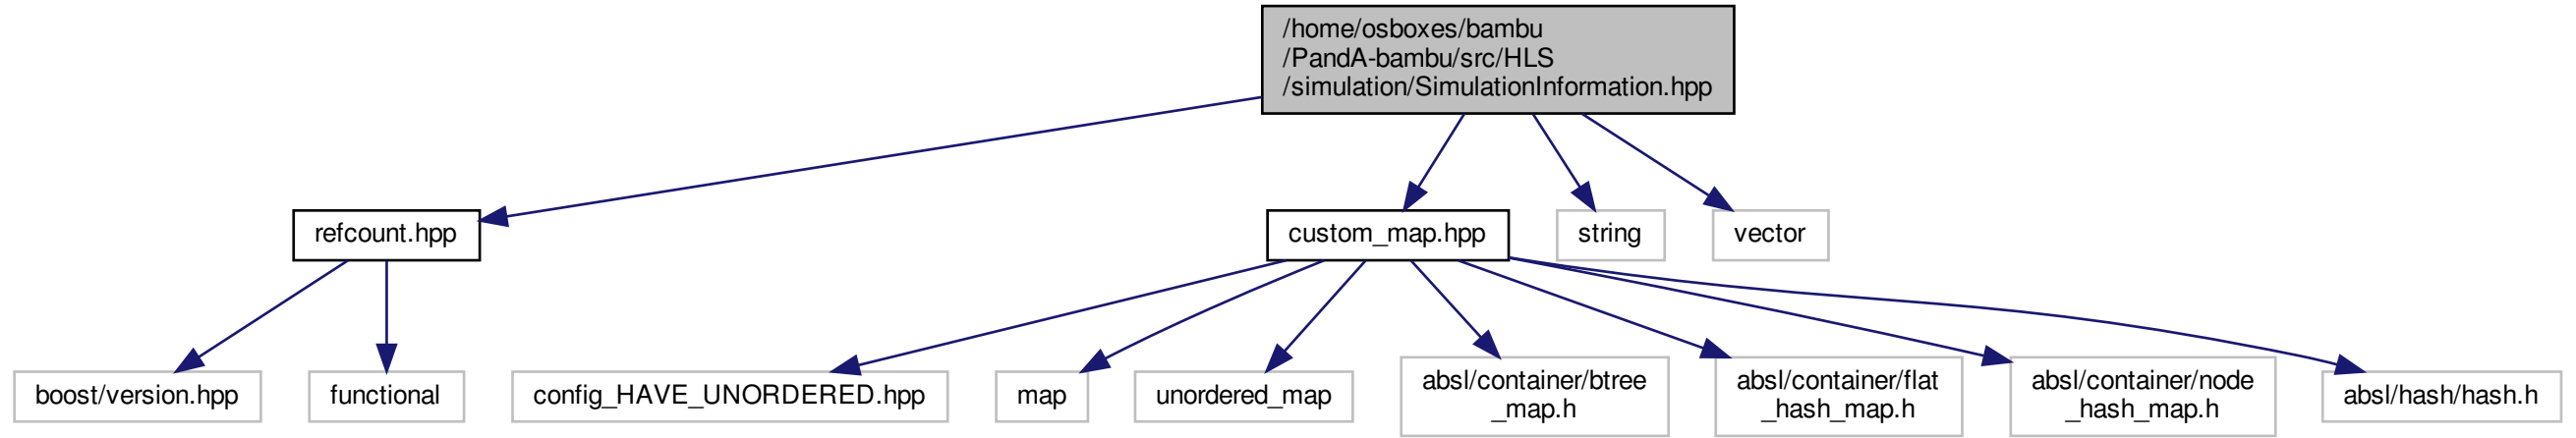 /home/osboxes/bambu
/PandA-bambu/src/HLS
/simulation/SimulationInformation.hpp
refcount.hpp
custom_map.hpp
string
vector
boost/version.hpp
functional
config_HAVE_UNORDERED.hpp
map
unordered_map
absl/container/btree
_map.h
absl/container/flat
_hash_map.h
absl/container/node
_hash_map.h
absl/hash/hash.h